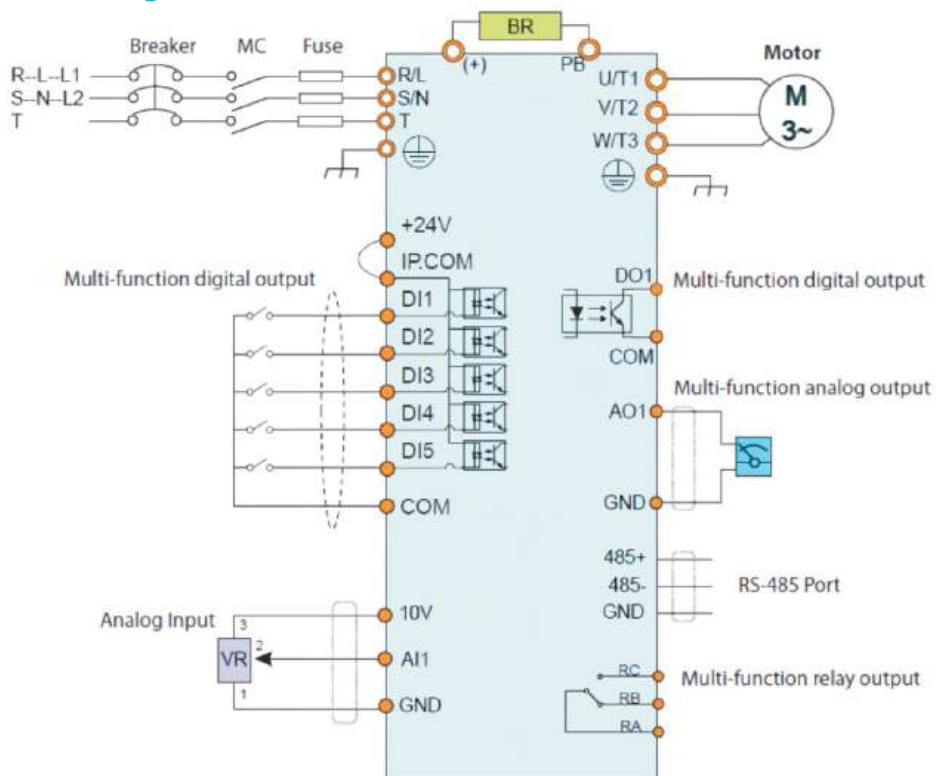 BR
Breaker MC Fuse
(+) PB
Motor
R--L--L1
S--N--L2
T
R/L
S/N
T
U/T1
V/T2
W/T3
M
3~
+24V
IP.COM
Multi-function digital output
DI1
DI2
DI3
DI4
DI5
COM
DO1
Multi-function digital output
COM
Multi-function analog output
AO1
GND
485+
485-
GND
RS-485 Port
Analog Input
3
VR
2
1
10V
AI1
GND
RC
RB
RA
Multi-function relay output